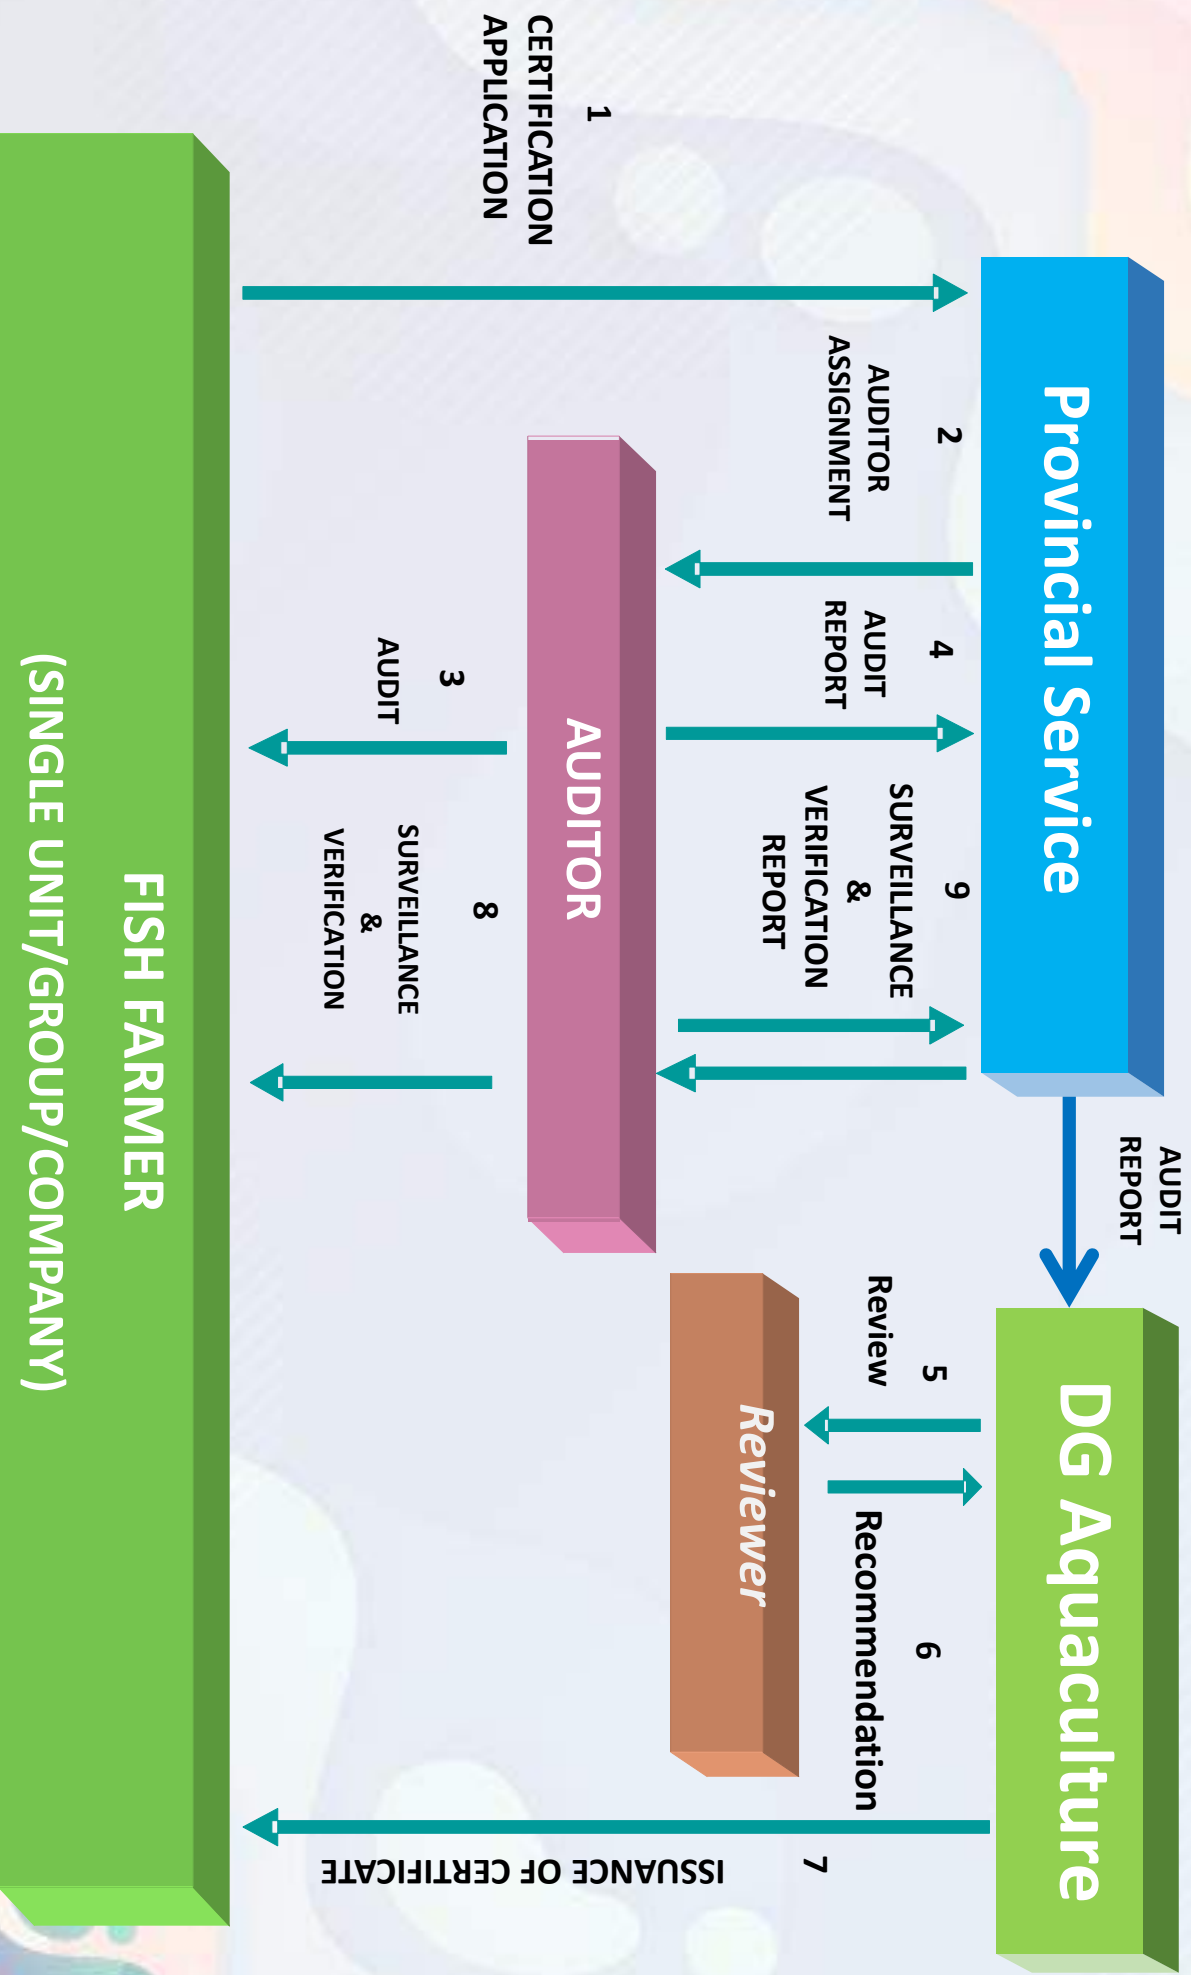 Provincial Service
AUDIT
REPORT
DG Aquaculture
1
CERTIFICATION
APPLICATION
2
AUDITOR
ASSIGNMENT
4
AUDIT
REPORT
9
SURVEILLANCE
&
VERIFICATION
REPORT
5
Review
6
Recommendation
AUDITOR
Reviewer
3
AUDIT
8
SURVEILLANCE
&
VERIFICATION
7
ISSUANCE OF CERTIFICATE
FISH FARMER
(SINGLE UNIT/GROUP/COMPANY)